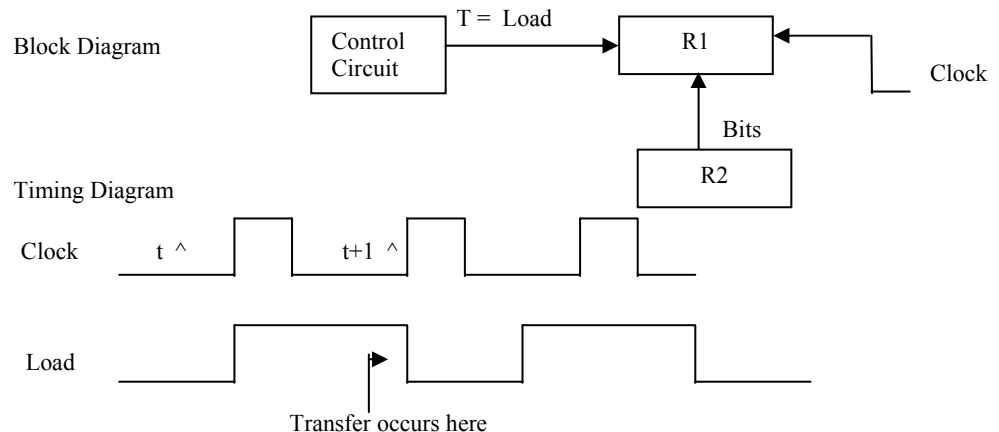 T = Load
Block Diagram
Control
Circuit
R1
Clock
Bits
R2
Timing Diagram
Clock
t ^
t+1 ^
Load
Transfer occurs here